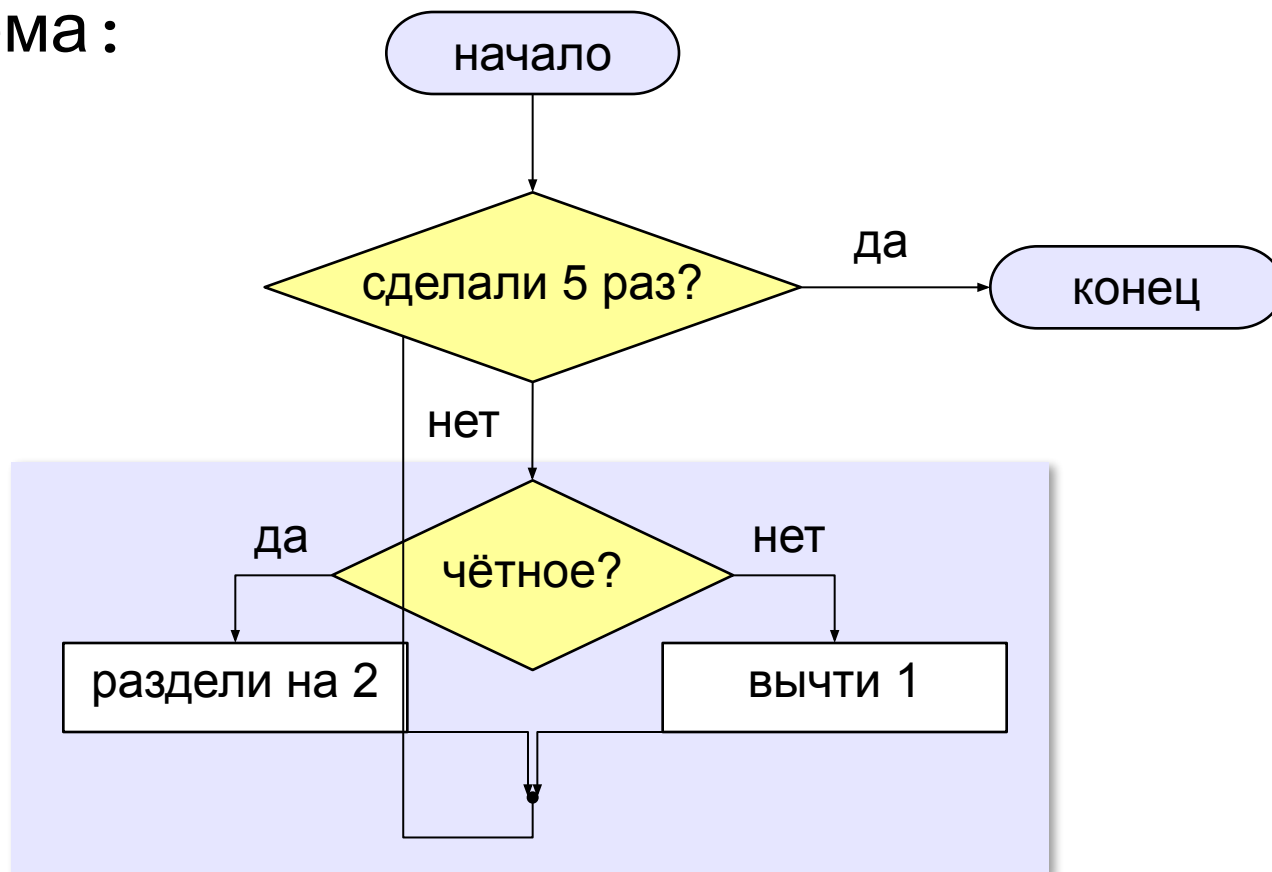 ма:
начало
да
сделали 5 раз?
конец
нет
да
нет
чётное?
раздели на 2
вычти 1